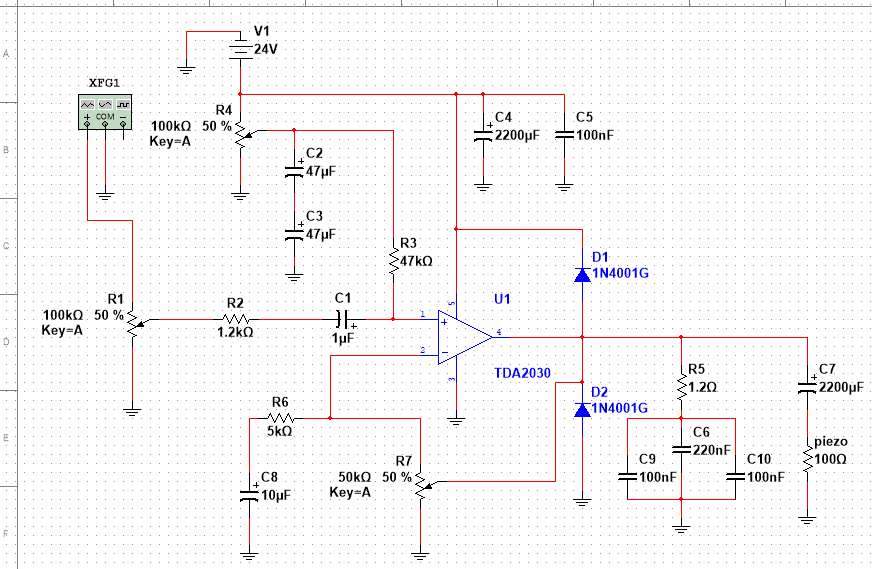 V1
24V
XFG1
COM
R4
100kΩ
50 %
Key=A
C4
2200µF
C5
100nF
C2
47µF
C3
47µF
R3
47kΩ
D1
1N4001G
R1
100kΩ
50 %
Key=A
R2
1.2kΩ
C1
1µF
U1
TDA2030
1
2
3
4
5
D2
1N4001G
R5
1.2Ω
C7
2200µF
R6
5kΩ
C6
220nF
C9
100nF
C10
100nF
piezo
100Ω
R7
50kΩ
50 %
Key=A
C8
10µF
A
B
C
D
E
F